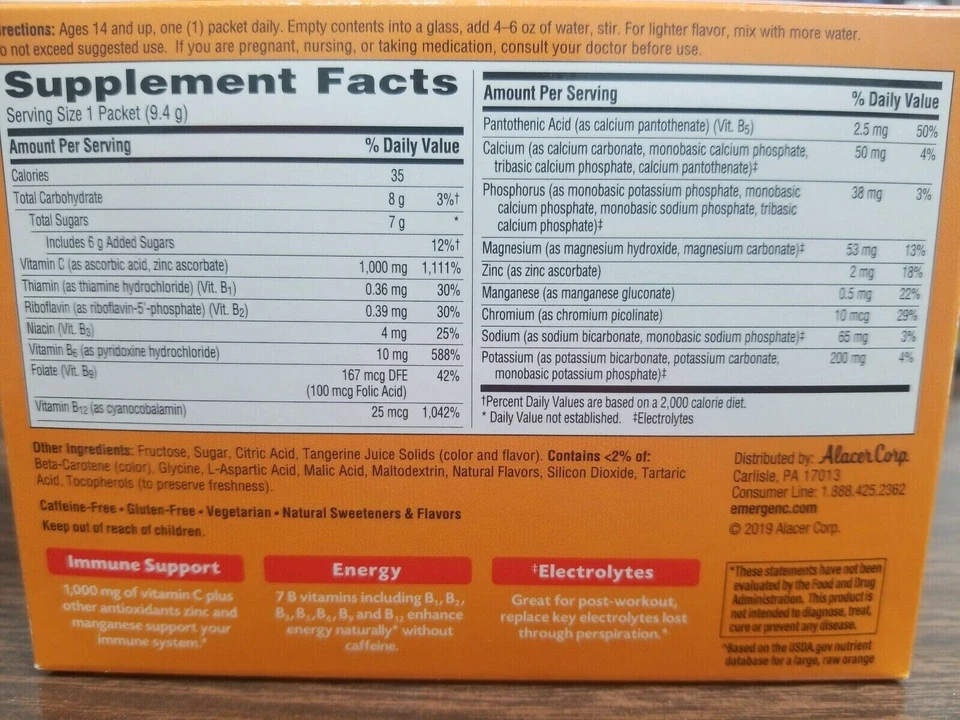 rections: Ages 14 and up, one (1) packet daily. Empty contents into a glass, add 4–6 oz of water, stir. For lighter flavor, mix with more water.
o not exceed suggested use. If you are pregnant, nursing, or taking medication, consult your doctor before use.
Supplement Facts
Serving Size 1 Packet (9.4 g)
Amount Per Serving % Daily Value
Calories 35
Total Carbohydrate 8 g 3%†
Total Sugars 7 g *
Includes 6 g Added Sugars 12%†
Vitamin C (as ascorbic acid, zinc ascorbate) 1,000 mg 1,111%
Thiamin (as thiamine hydrochloride) (Vit. B1) 0.36 mg 30%
Riboflavin (as riboflavin-5'-phosphate) (Vit. B2) 0.39 mg 30%
Niacin (Vit. B3) 4 mg 25%
Vitamin B6 (as pyridoxine hydrochloride) 10 mg 588%
Folate (Vit. B9) 167 mcg DFE 42%
(100 mcg Folic Acid)
Vitamin B12 (as cyanocobalamin) 25 mcg 1,042%
Amount Per Serving % Daily Value
Pantothenic Acid (as calcium pantothenate) (Vit. B5) 2.5 mg 50%
Calcium (as calcium carbonate, monobasic calcium phosphate, 50 mg 4%
tribasic calcium phosphate, calcium pantothenate)‡
Phosphorus (as monobasic potassium phosphate, monobasic 38 mg 3%
calcium phosphate, monobasic sodium phosphate, tribasic
calcium phosphate)‡
Magnesium (as magnesium hydroxide, magnesium carbonate)‡ 53 mg 13%
Zinc (as zinc ascorbate) 2 mg 18%
Manganese (as manganese gluconate) 0.5 mg 22%
Chromium (as chromium picolinate) 10 mcg 29%
Sodium (as sodium bicarbonate, monobasic sodium phosphate)‡ 65 mg 3%
Potassium (as potassium bicarbonate, potassium carbonate, 200 mg 4%
monobasic potassium phosphate)‡
†Percent Daily Values are based on a 2,000 calorie diet.
* Daily Value not established. ‡Electrolytes
Other Ingredients: Fructose, Sugar, Citric Acid, Tangerine Juice Solids (color and flavor). Contains <2% of:
Beta-Carotene (color), Glycine, L-Aspartic Acid, Malic Acid, Maltodextrin, Natural Flavors, Silicon Dioxide, Tartaric
Acid, Tocopherols (to preserve freshness).
Caffeine-Free • Gluten-Free • Vegetarian • Natural Sweeteners & Flavors
Keep out of reach of children.
Distributed by: Alacer Corp.
Carlisle, PA 17013
Consumer Line: 1.888.425.2362
emergenc.com
© 2019 Alacer Corp.
Immune Support
1,000 mg of vitamin C plus
other antioxidants zinc and
manganese support your
immune system.*
Energy
7 B vitamins including B1, B2,
B3, B5, B6, B9 and B12 enhance
energy naturally* without
caffeine.
‡Electrolytes
Great for post-workout,
replace key electrolytes lost
through perspiration.*
*These statements have not been
evaluated by the Food and Drug
Administration. This product is
not intended to diagnose, treat,
cure or prevent any disease.
^Based on the USDA.gov nutrient
database for a large, raw orange